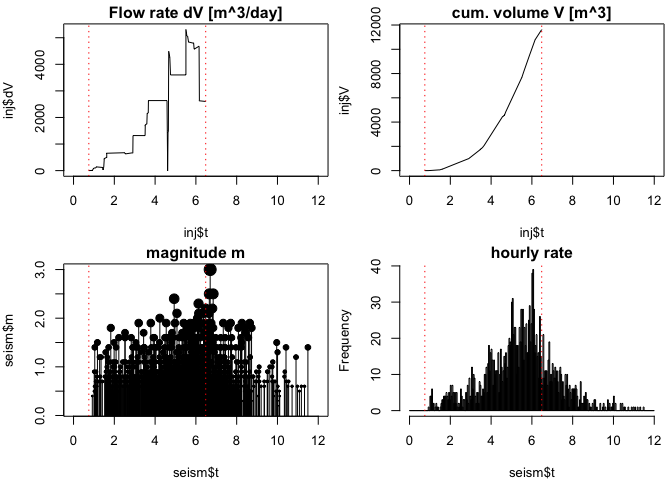 Flow rate dV [m^3/day]
inj$dV
0 2000 4000
0 2 4 6 8 10 12
inj$t
cum. volume V [m^3]
inj$V
0 4000 8000 12000
0 2 4 6 8 10 12
inj$t
magnitude m
seism$m
0.0 1.0 2.0 3.0
0 2 4 6 8 10 12
seism$t
hourly rate
Frequency
0 10 20 30 40
0 2 4 6 8 10 12
seism$t